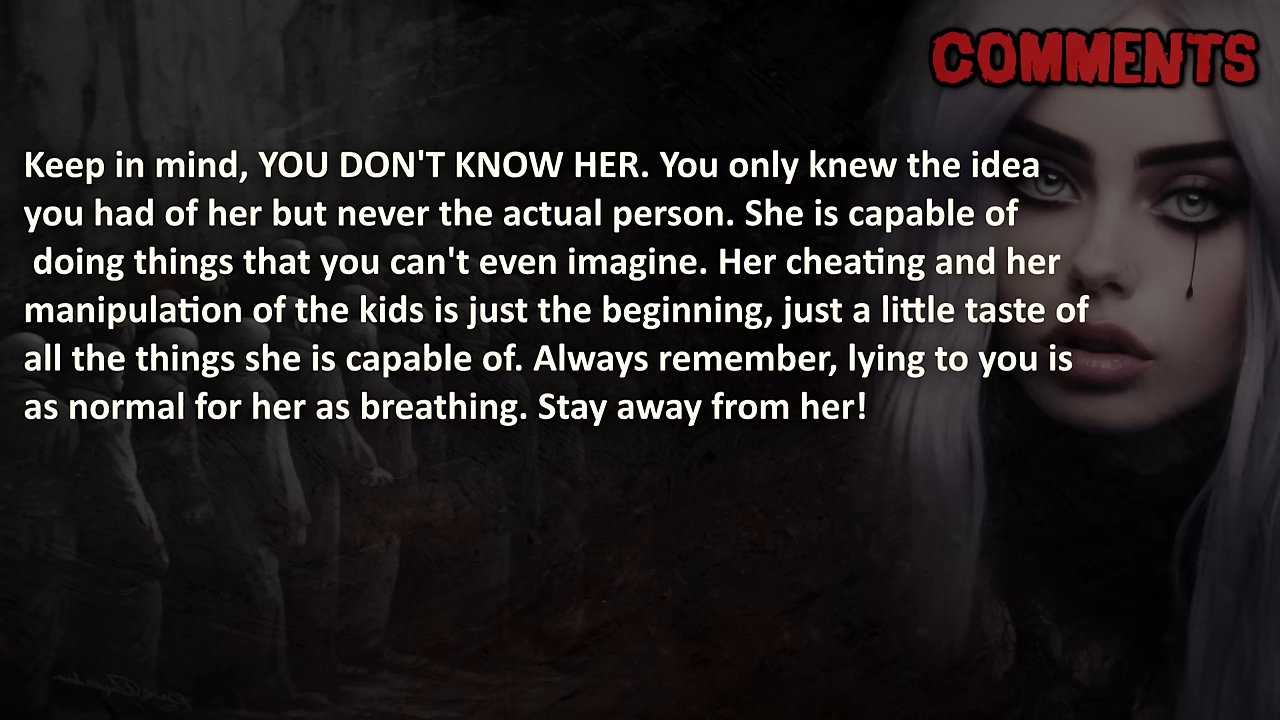 COMMENTS
Keep in mind, YOU DON'T KNOW HER. You only knew the idea
you had of her but never the actual person. She is capable of
doing things that you can't even imagine. Her cheating and her
manipulation of the kids is just the beginning, just a little taste of
all the things she is capable of. Always remember, lying to you is
as normal for her as breathing. Stay away from her!